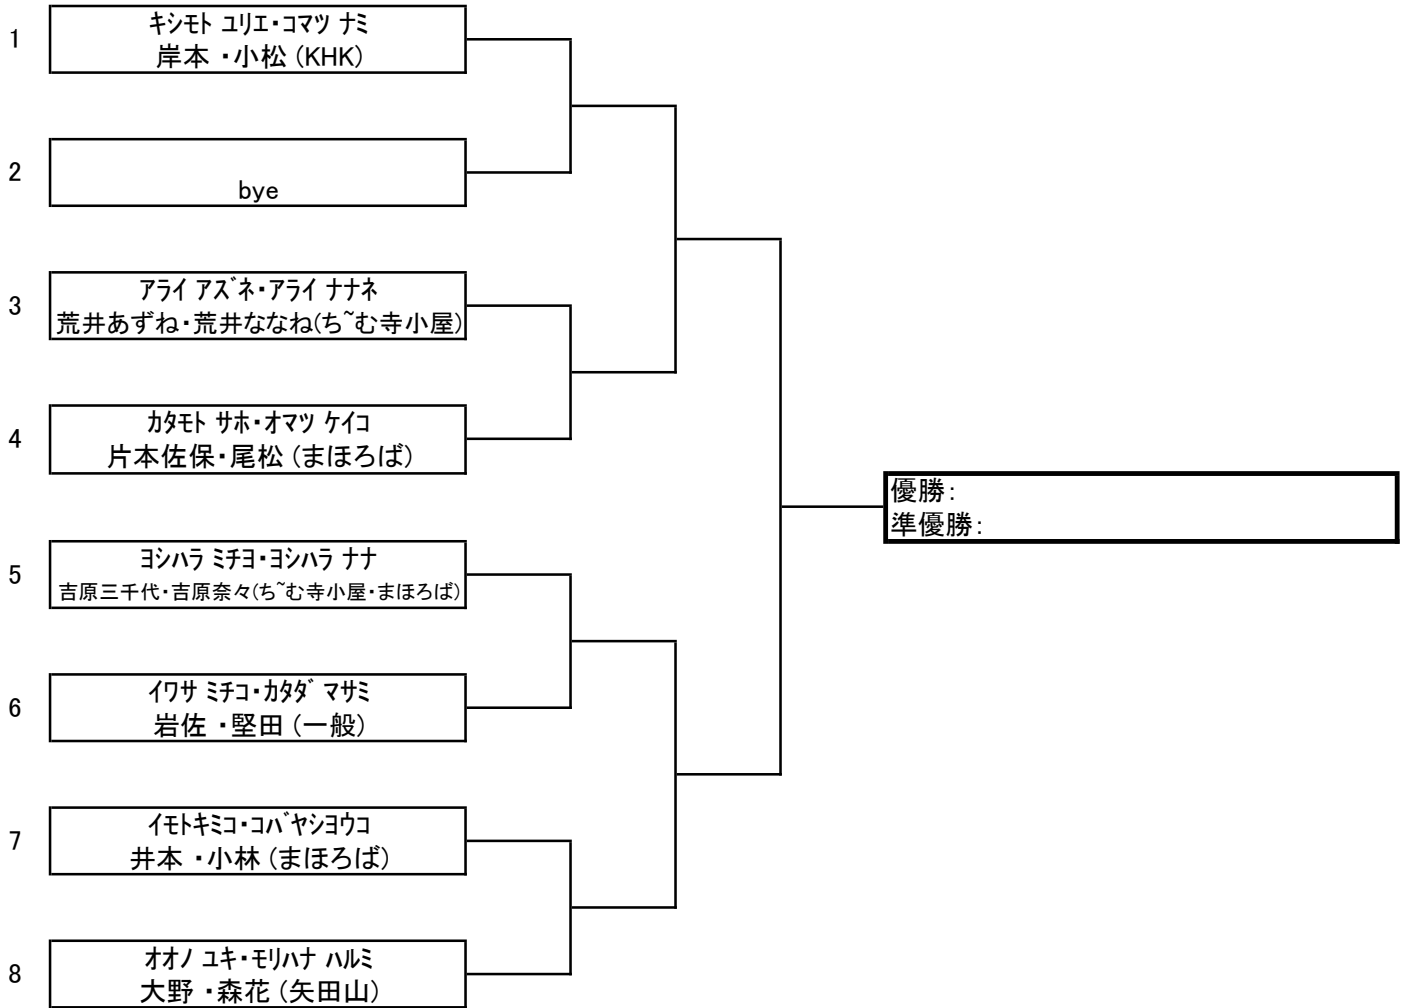 1
キシモト ユリエ・コマツ ナミ
岸本 ・小松 (KHK)
2
bye
3
アライ アズネ・アライ ナナネ
荒井あずね・荒井ななね(ち~む寺小屋)
4
カタモト サホ・オマツ ケイコ
片本佐保・尾松 (まほろば)
優勝:
準優勝:
5
ヨシハラ ミチヨ・ヨシハラ ナナ
吉原三千代・吉原奈々(ち~む寺小屋・まほろば)
6
イワサ ミチコ・カタダ マサミ
岩佐 ・堅田 (一般)
7
イモトキミコ・コバヤシヨウコ
井本 ・小林 (まほろば)
8
オオノ ユキ・モリハナ ハルミ
大野 ・森花 (矢田山)